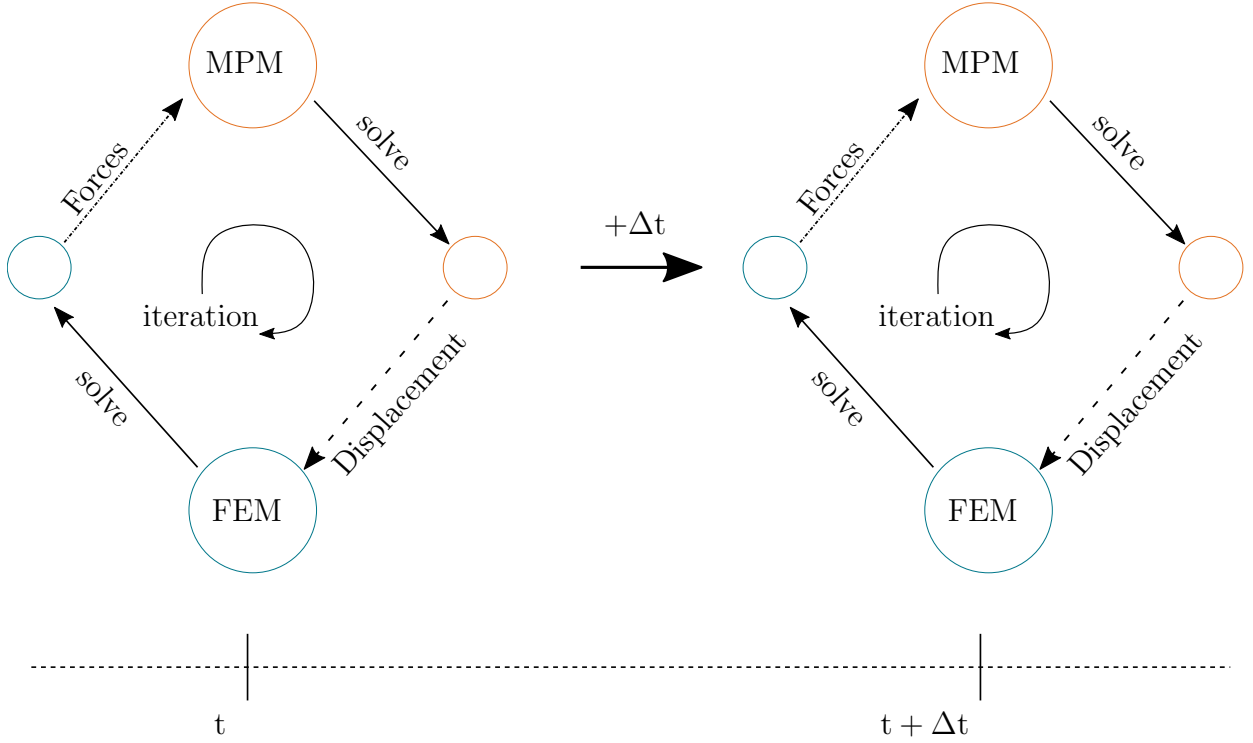 MPM
solve
Forces
iteration
Displacement
solve
FEM
+Δt
MPM
solve
Forces
iteration
Displacement
solve
FEM
t
t + Δt